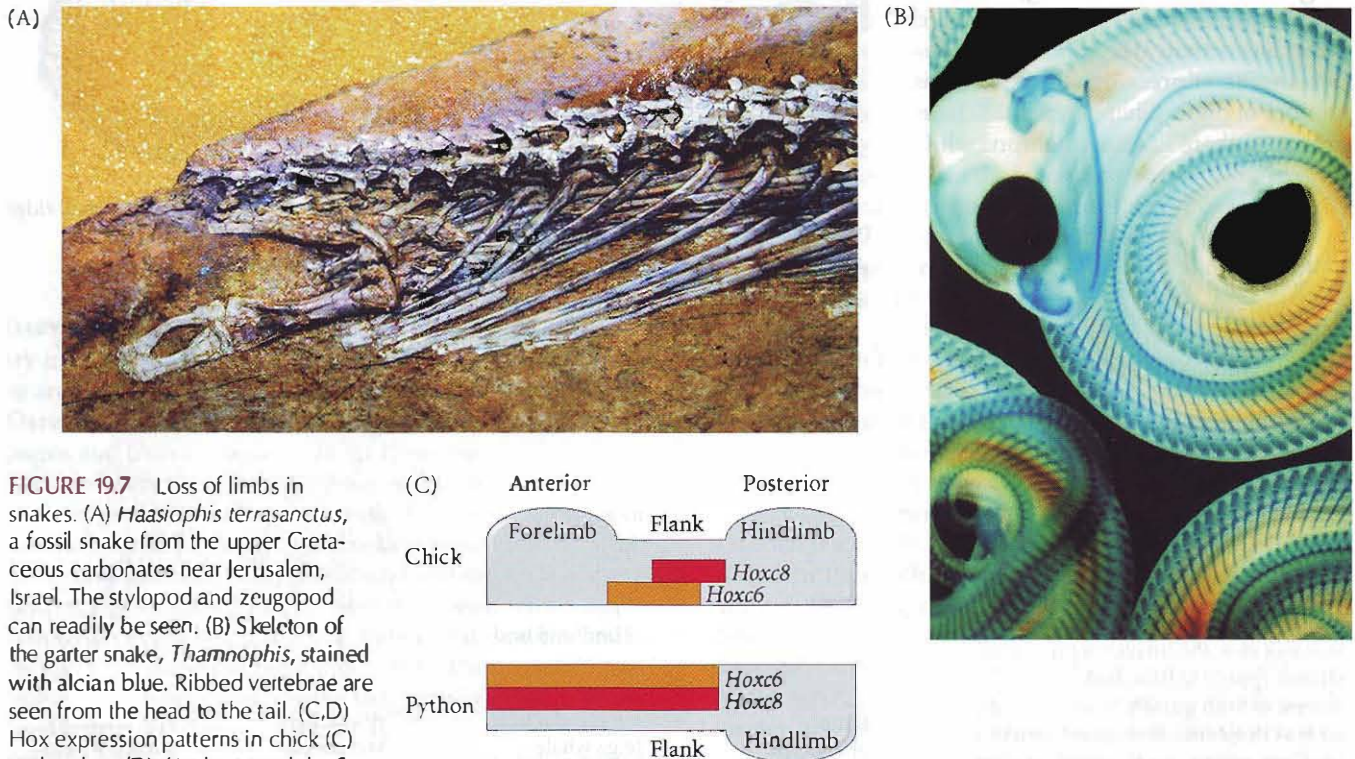 (A)
(B)
FIGURE 19.7 Loss of limbs in
snakes. (A) Haasiophis terrasanctus,
a fossil snake from the upper Creta-
ceous carbonates near Jerusalem,
Israel. The stylopod and zeugopod
can readily be seen. (B) Skeleton of
the garter snake, Thamnophis, stained
with alcian blue. Ribbed vertebrae are
seen from the head to the tail. (C,D)
Hox expression patterns in chick (C)
(C)
Anterior
Posterior
Forelimb
Flank
Hindlimb
Chick
Hoxc8
Hoxc6
Python
Hoxc6
Hoxc8
Flank
Hindlimb